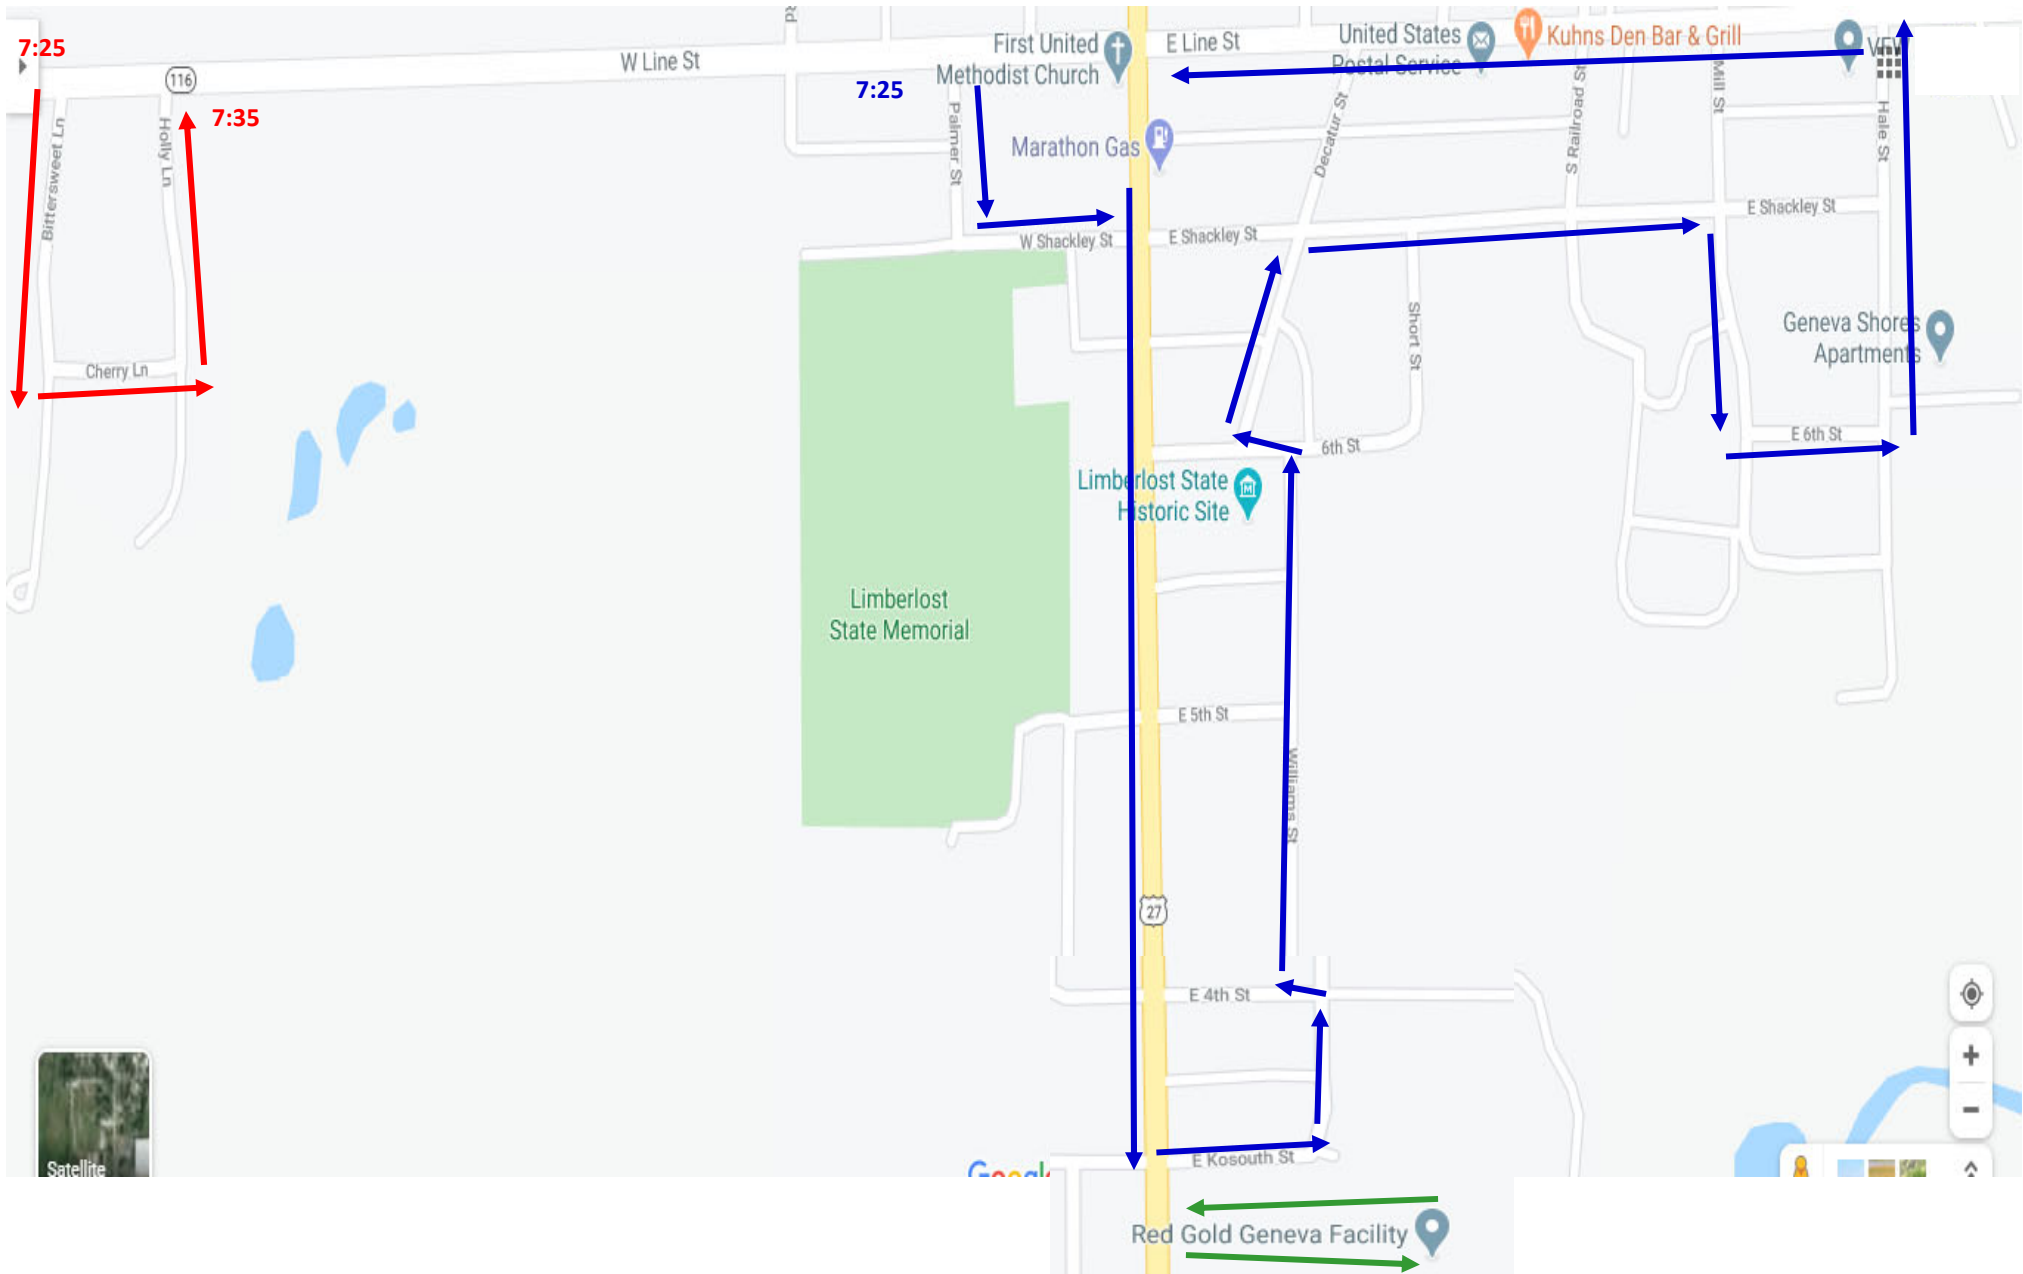 7:25
116
7:35
W Line St
First United
Methodist Church
E Line St
United States
Postal Service
Kuhns Den Bar & Grill
VFW
7:25
Marathon Gas
Bittersweet Ln
Holly Ln
Palmer St
Decatur St
S Railroad St
Mill St
Hale St
W Shackley St
E Shackley St
E Shackley St
Cherry Ln
Short St
Geneva Shores
Apartments
6th St
E 6th St
Limberlost State
Historic Site
Limberlost
State Memorial
E 5th St
Williams St
27
E 4th St
E Kosouth St
Satellite
Google
Red Gold Geneva Facility